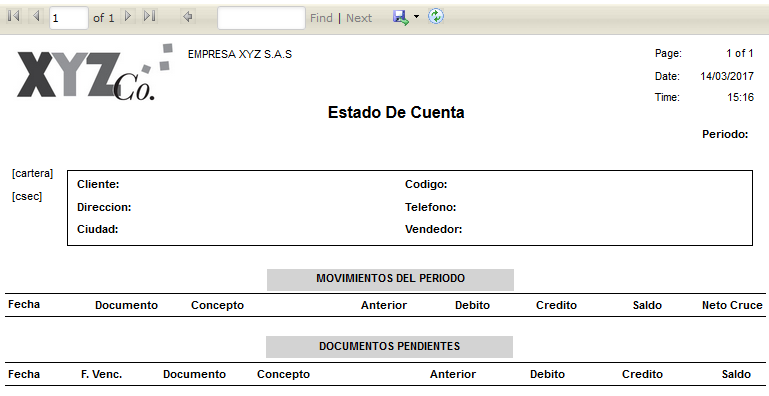 1 of 1 Find | Next
XYZ Co.
EMPRESA XYZ S.A.S
Page: 1 of 1
Date: 14/03/2017
Time: 15:16
Estado De Cuenta
Periodo:
[cartera]
[csec]
Cliente: Codigo:
Direccion: Telefono:
Ciudad: Vendedor:
MOVIMIENTOS DEL PERIODO
Fecha Documento Concepto Anterior Debito Credito Saldo Neto Cruce
DOCUMENTOS PENDIENTES
Fecha F. Venc. Documento Concepto Anterior Debito Credito Saldo